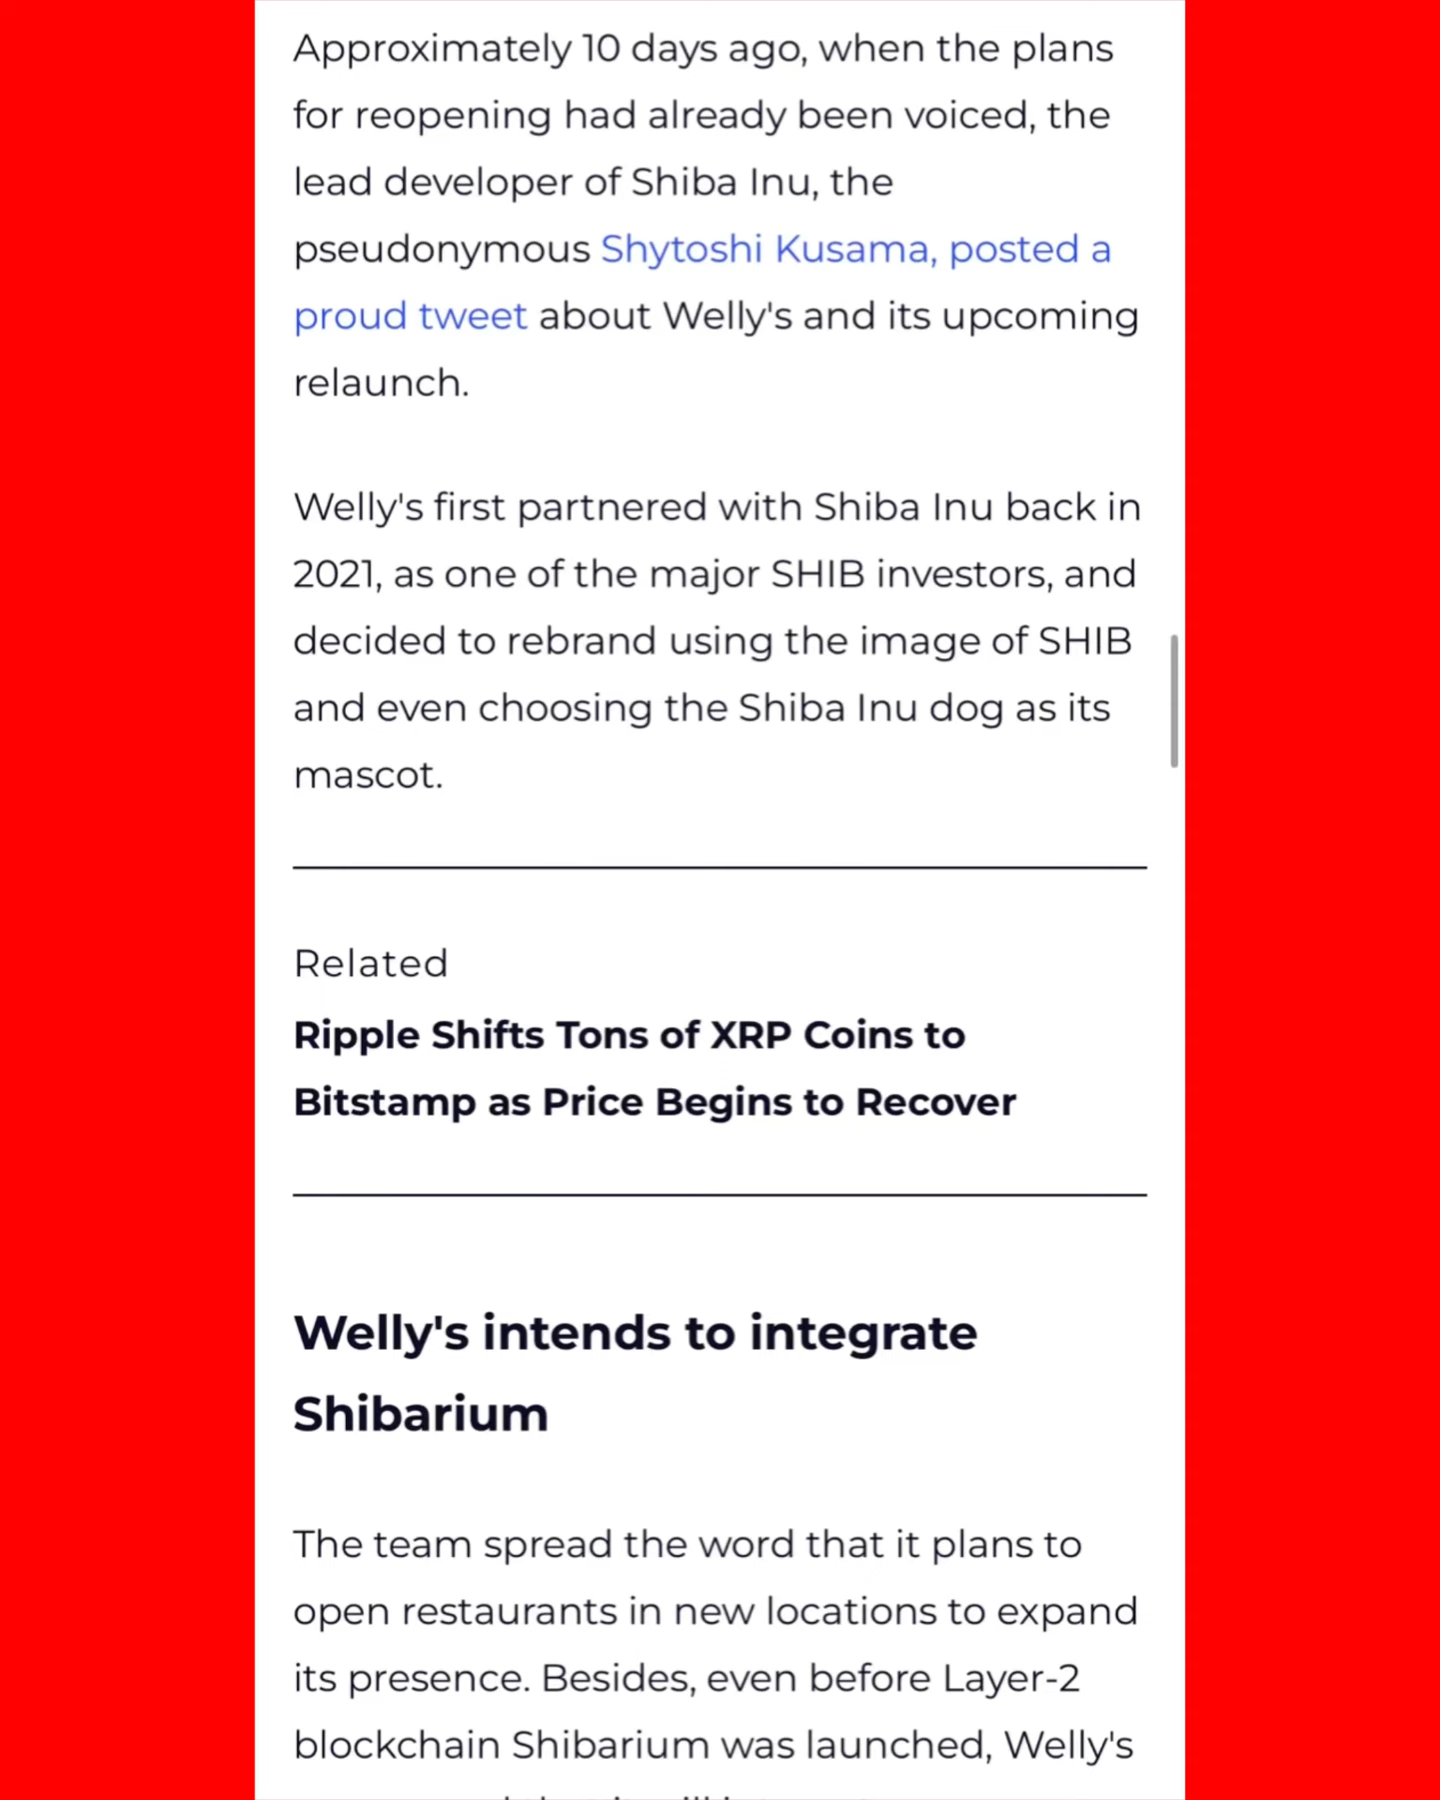 Approximately 10 days ago, when the plans
for reopening had already been voiced, the
lead developer of Shiba Inu, the
pseudonymous Shytoshi Kusama, posted a
proud tweet about Welly's and its upcoming
relaunch.
Welly's first partnered with Shiba Inu back in
2021, as one of the major SHIB investors, and
decided to rebrand using the image of SHIB
and even choosing the Shiba Inu dog as its
mascot.
Related
Ripple Shifts Tons of XRP Coins to
Bitstamp as Price Begins to Recover
Welly's intends to integrate
Shibarium
The team spread the word that it plans to
open restaurants in new locations to expand
its presence. Besides, even before Layer-2
blockchain Shibarium was launched, Welly's